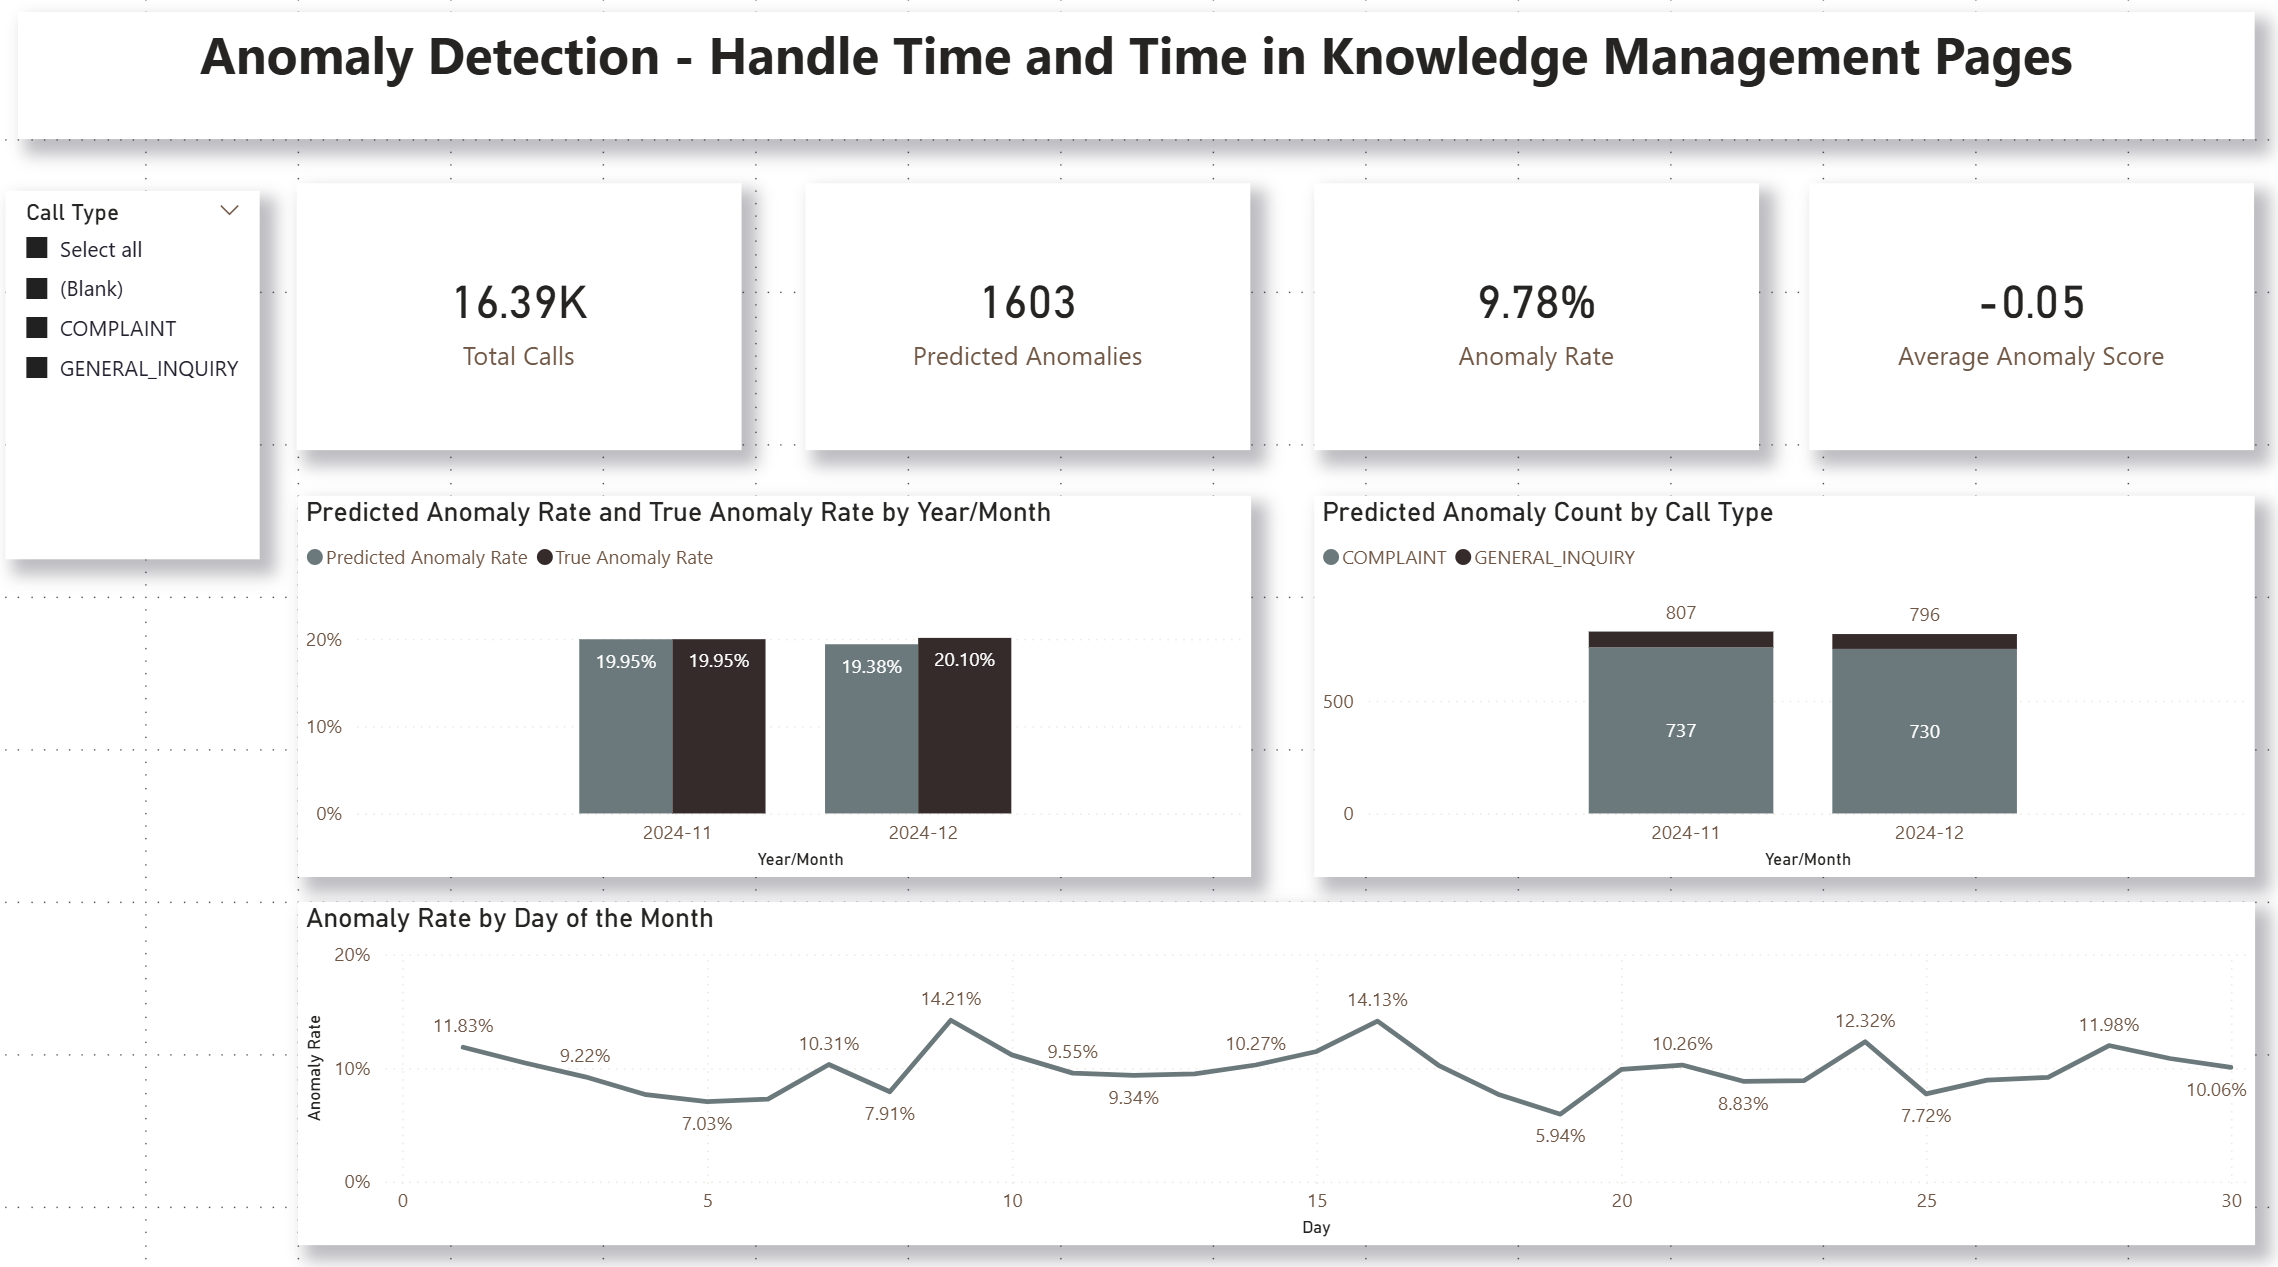 Anomaly Detection - Handle Time and Time in Knowledge Management Pages
Call Type
Select all
(Blank)
COMPLAINT
GENERAL_INQUIRY
16.39K
Total Calls
1603
Predicted Anomalies
9.78%
Anomaly Rate
-0.05
Average Anomaly Score
Predicted Anomaly Rate and True Anomaly Rate by Year/Month
Predicted Anomaly Rate True Anomaly Rate
20%
10%
0%
19.95% 19.95%
19.38% 20.10%
2024-11 2024-12
Year/Month
Predicted Anomaly Count by Call Type
COMPLAINT GENERAL_INQUIRY
807 796
500
737 730
0
2024-11 2024-12
Year/Month
Anomaly Rate by Day of the Month
Anomaly Rate
20%
10%
0%
11.83%
9.22%
7.03%
10.31%
7.91%
14.21%
9.55%
9.34%
10.27%
14.13%
5.94%
10.26%
8.83%
12.32%
7.72%
11.98%
10.06%
0 5 10 15 20 25 30
Day